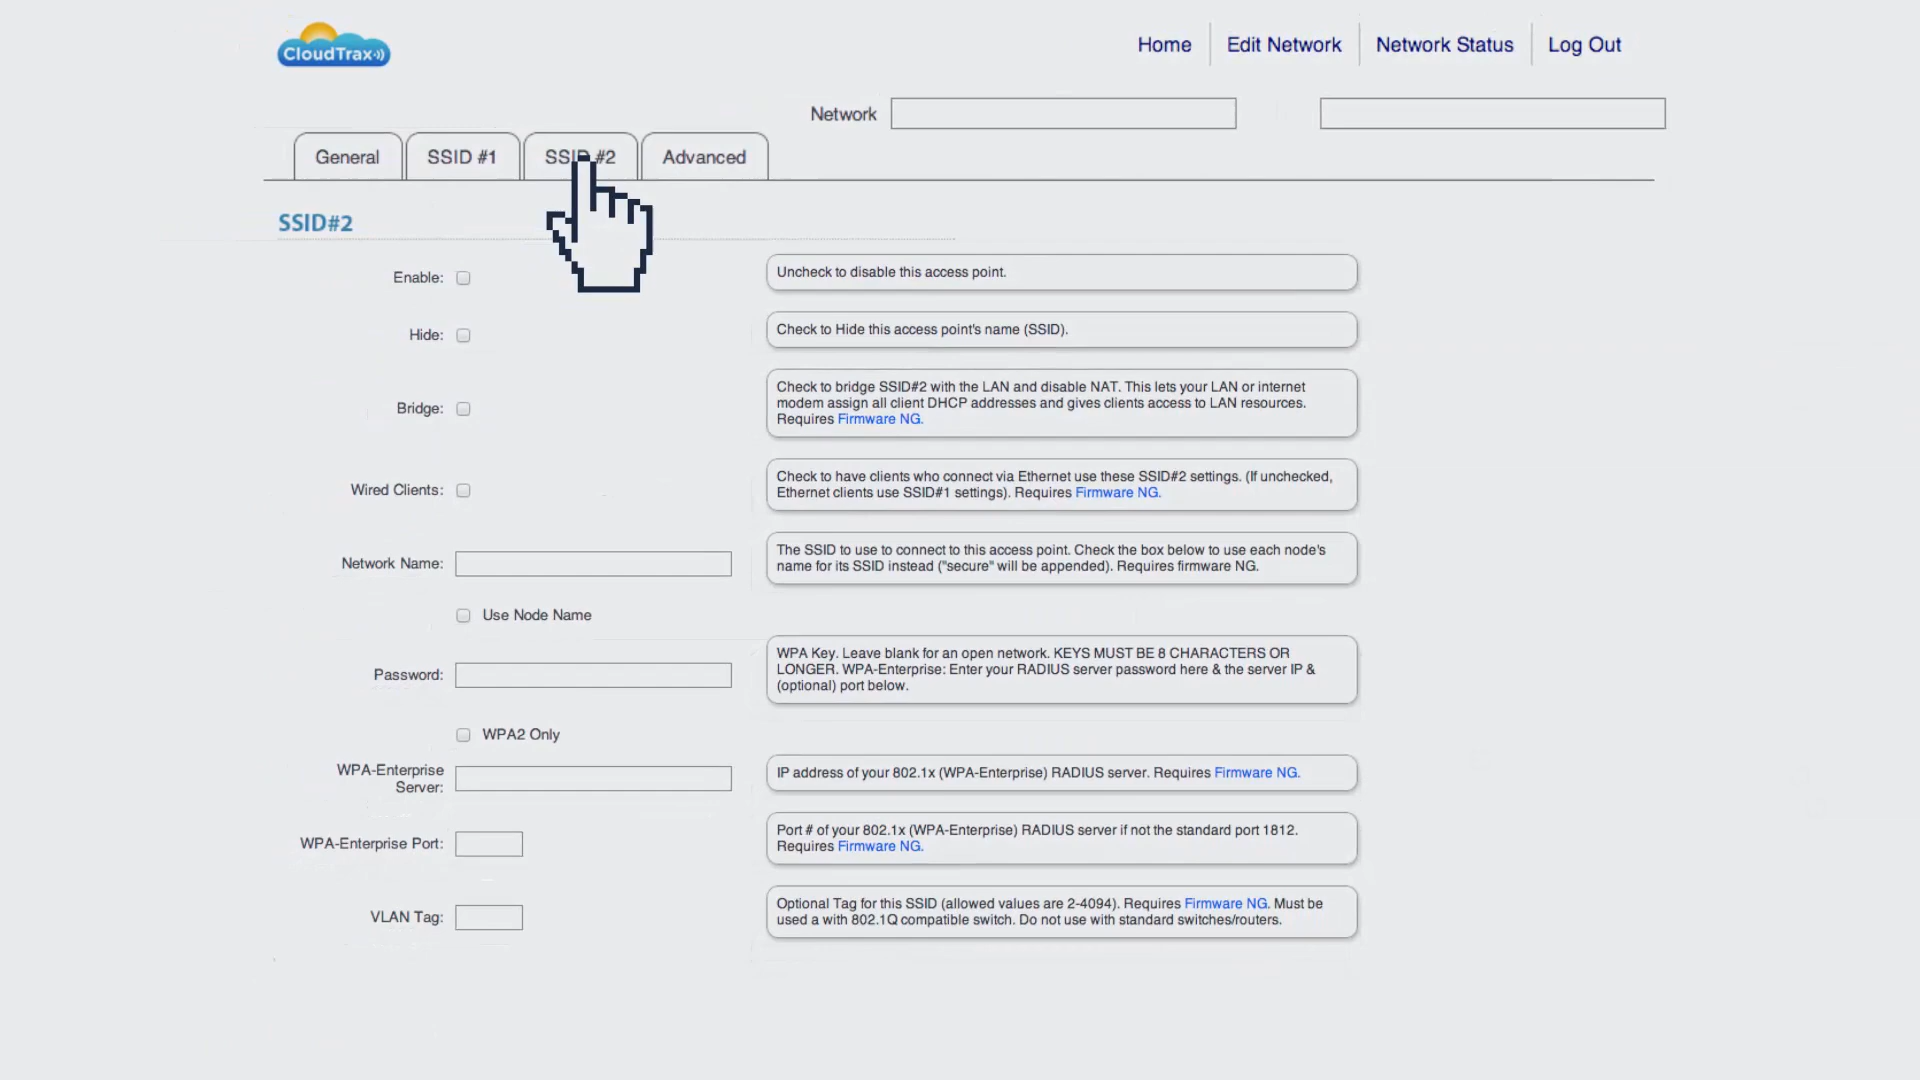 CloudTrax
Home
Edit Network
Network Status
Log Out
Network
General
SSID #1
SSID #2
Advanced
SSID#2
Enable:
Uncheck to disable this access point.
Hide:
Check to Hide this access point's name (SSID).
Bridge:
Check to bridge SSID#2 with the LAN and disable NAT. This lets your LAN or internet
modem assign all client DHCP addresses and gives clients access to LAN resources.
Requires Firmware NG.
Wired Clients:
Check to have clients who connect via Ethernet use these SSID#2 settings. (If unchecked,
Ethernet clients use SSID#1 settings). Requires Firmware NG.
Network Name:
The SSID to use to connect to this access point. Check the box below to use each node's
name for its SSID instead ("secure" will be appended). Requires firmware NG.
Use Node Name
Password:
WPA Key. Leave blank for an open network. KEYS MUST BE 8 CHARACTERS OR
LONGER. WPA-Enterprise: Enter your RADIUS server password here & the server IP &
(optional) port below.
WPA2 Only
WPA-Enterprise
Server:
IP address of your 802.1x (WPA-Enterprise) RADIUS server. Requires Firmware NG.
WPA-Enterprise Port:
Port # of your 802.1x (WPA-Enterprise) RADIUS server if not the standard port 1812.
Requires Firmware NG.
VLAN Tag:
Optional Tag for this SSID (allowed values are 2-4094). Requires Firmware NG. Must be
used a with 802.1Q compatible switch. Do not use with standard switches/routers.